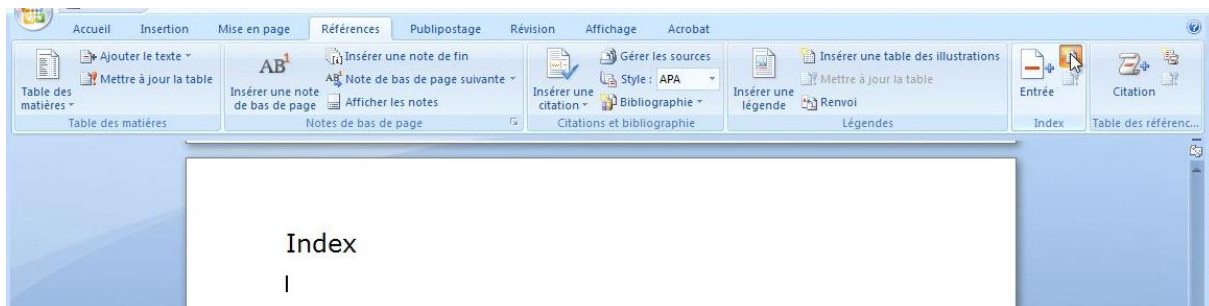 Accueil Insertion Mise en page Références Publipostage Révision Affichage Acrobat
Table des matières
Ajouter le texte
Mettre à jour la table
Table des matières
AB¹
Insérer une note de bas de page
Insérer une note de fin
Note de bas de page suivante
Afficher les notes
Notes de bas de page
Insérer une citation
Gérer les sources
Style : APA
Bibliographie
Citations et bibliographie
Insérer une légende
Insérer une table des illustrations
Mettre à jour la table
Renvoi
Légendes
Entrée
Index
Citation
Table des référenc...
Index